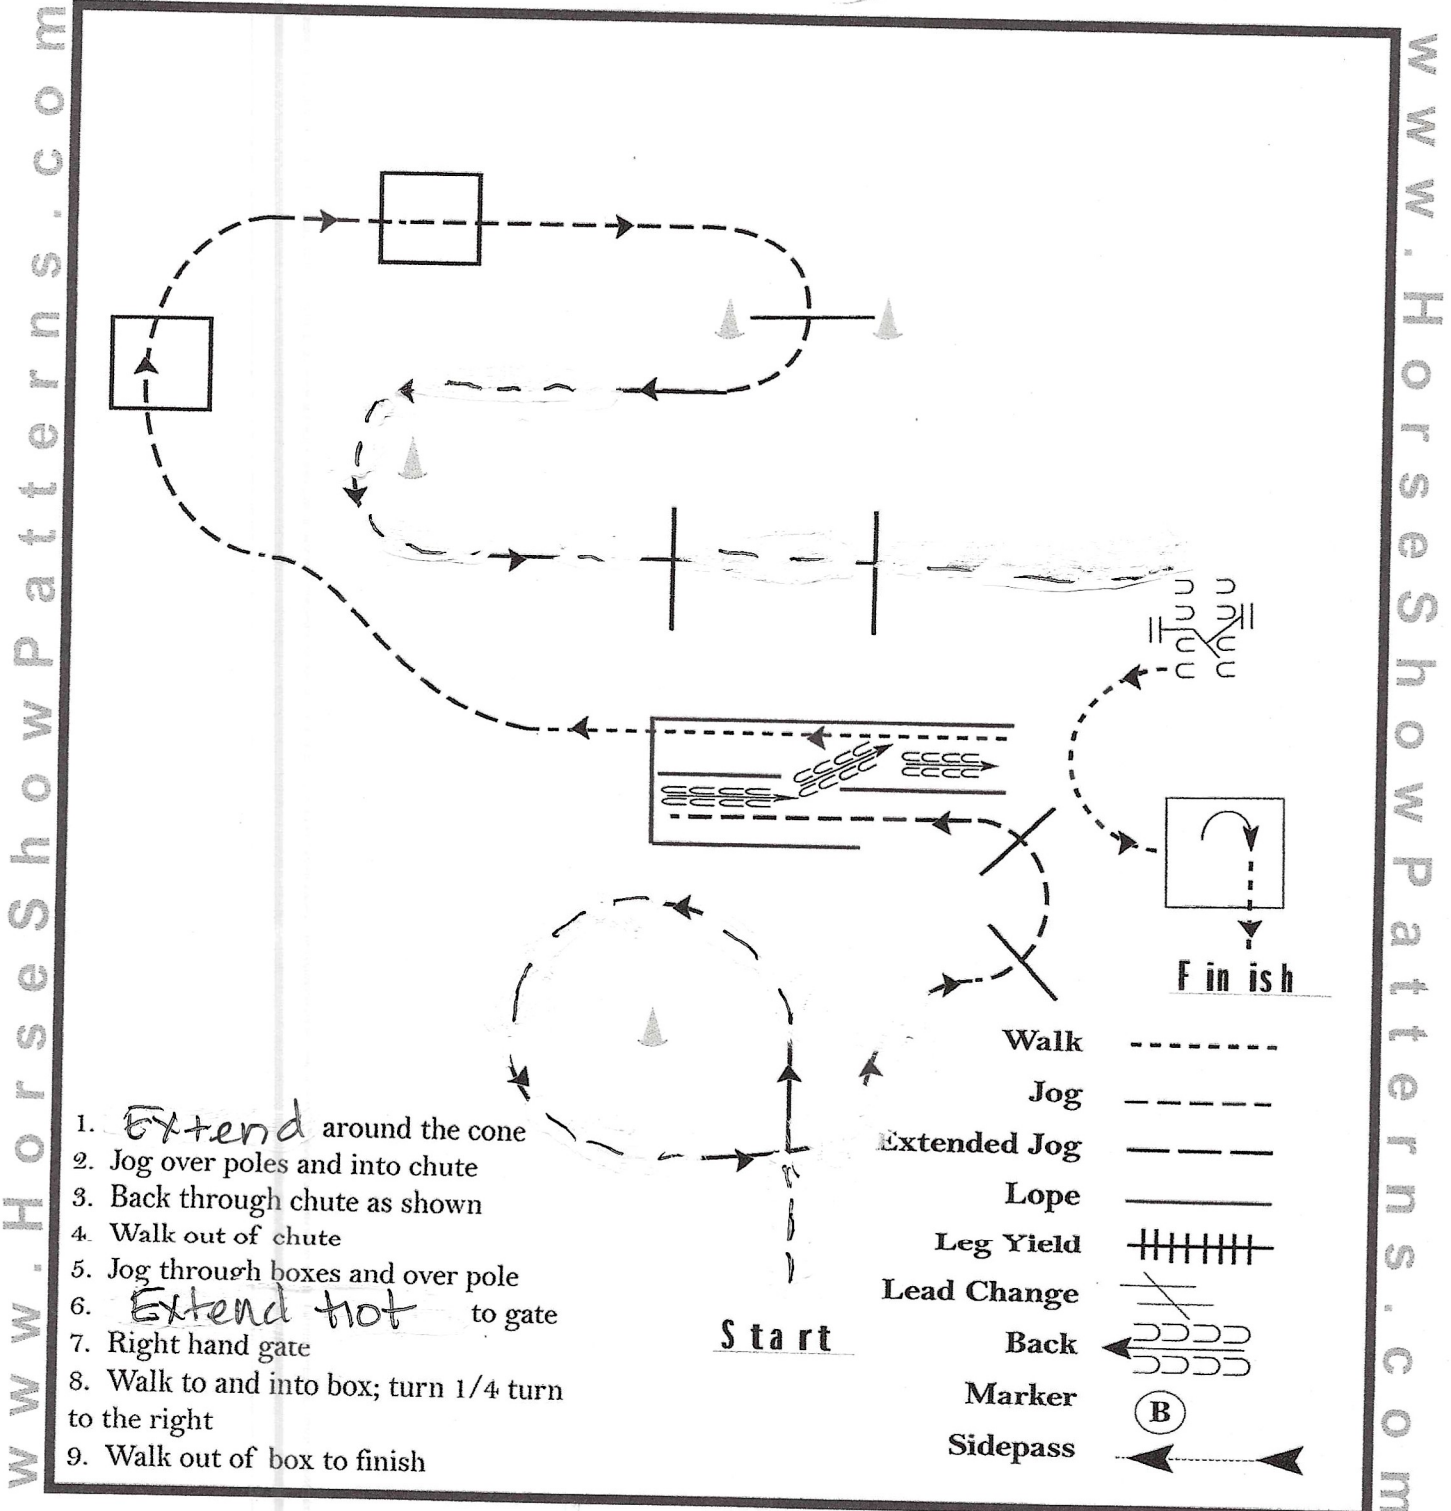 www.HorseShowPatterns.com
www.HorseShowPatterns.com
Finish
Walk
Jog
Extended Jog
Lope
Leg Yield
Lead Change
Back
Marker
B
Sidepass
Start
1. Extend around the cone
2. Jog over poles and into chute
3. Back through chute as shown
4. Walk out of chute
5. Jog through boxes and over pole
6. Extend trot to gate
7. Right hand gate
8. Walk to and into box; turn 1/4 turn
to the right
9. Walk out of box to finish